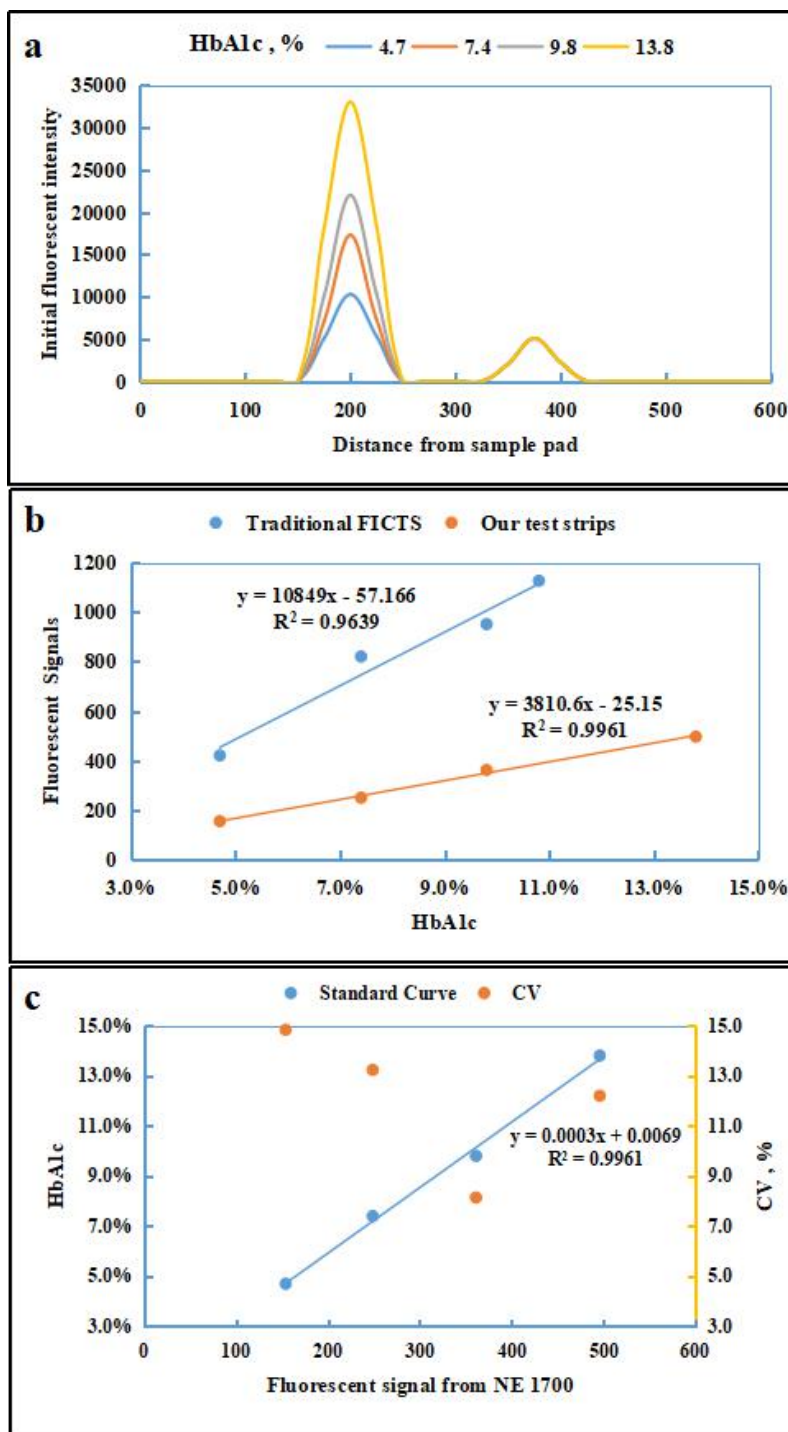 a
HbA1c , %
4.7
7.4
9.8
13.8
35000
30000
25000
20000
15000
10000
5000
0
Initial fluorescent intensity
0 100 200 300 400 500 600
Distance from sample pad
b
Traditional FICTS
Our test strips
1200
1000
800
600
400
200
0
Fluorescent Signals
y = 10849x - 57.166
R² = 0.9639
y = 3810.6x - 25.15
R² = 0.9961
3.0% 5.0% 7.0% 9.0% 11.0% 13.0% 15.0%
HbA1c
c
Standard Curve
CV
15.0%
13.0%
11.0%
9.0%
7.0%
5.0%
3.0%
HbA1c
y = 0.0003x + 0.0069
R² = 0.9961
15.0
13.0
11.0
9.0
7.0
5.0
3.0
CV , %
0 100 200 300 400 500 600
Fluorescent signal from NE 1700